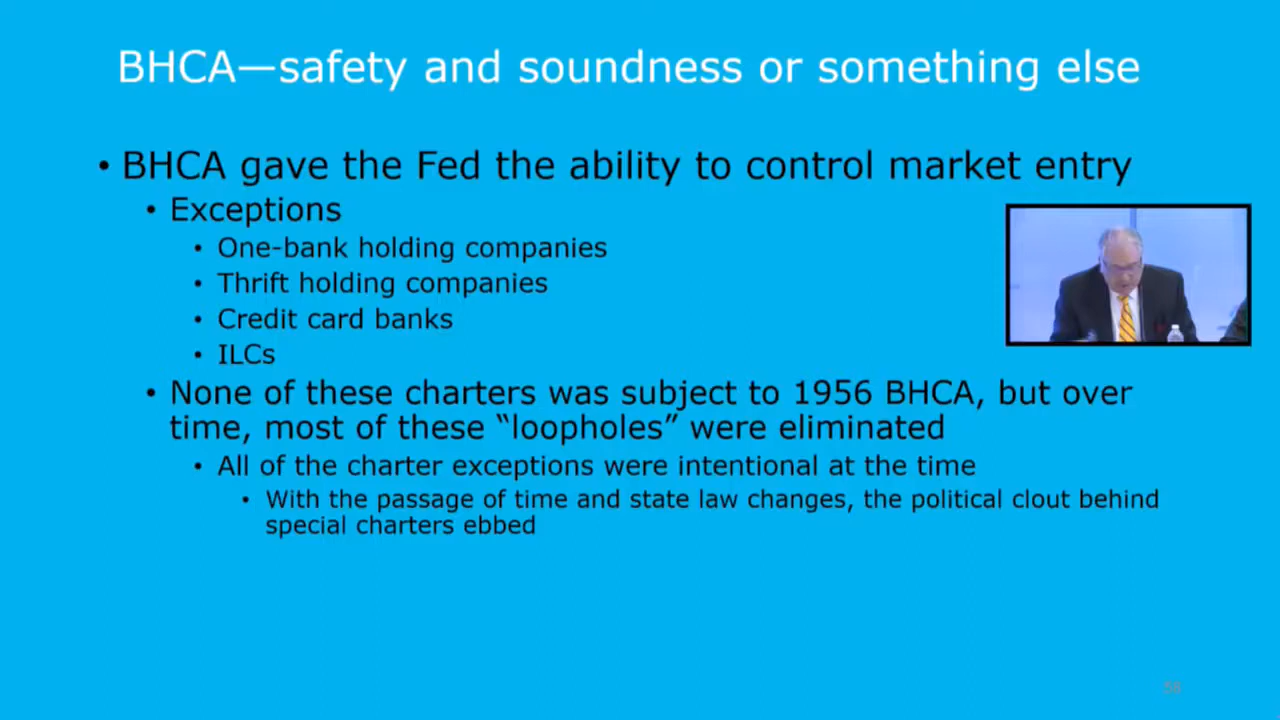 BHCA—safety and soundness or something else
• BHCA gave the Fed the ability to control market entry
• Exceptions
• One-bank holding companies
• Thrift holding companies
• Credit card banks
• ILCs
• None of these charters was subject to 1956 BHCA, but over
time, most of these “loopholes” were eliminated
• All of the charter exceptions were intentional at the time
• With the passage of time and state law changes, the political clout behind
special charters ebbed
56